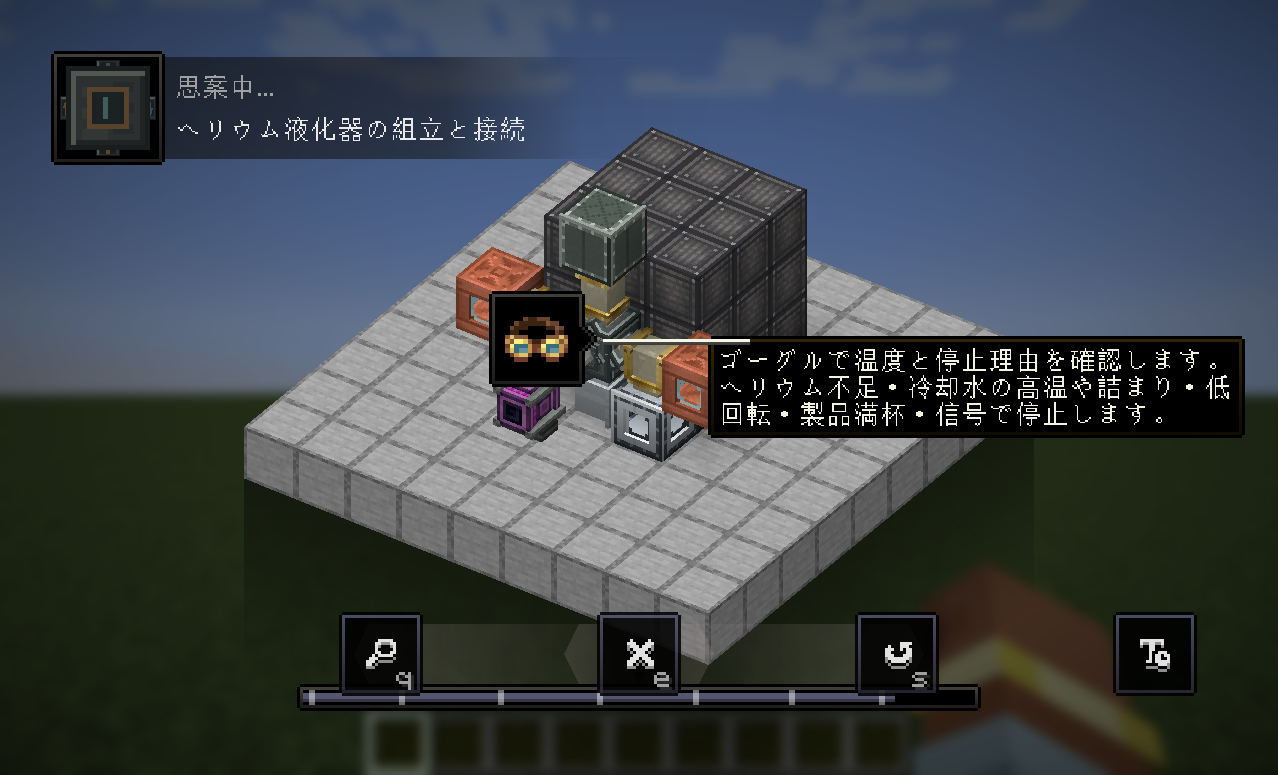 思案中...
ヘリウム液化器の組立と接続
ゴーグルで温度と停止理由を確認します。
ヘリウム不足・冷却水の高温や詰まり・低
回転・製品満杯・信号で停止します。
q
e
s
T